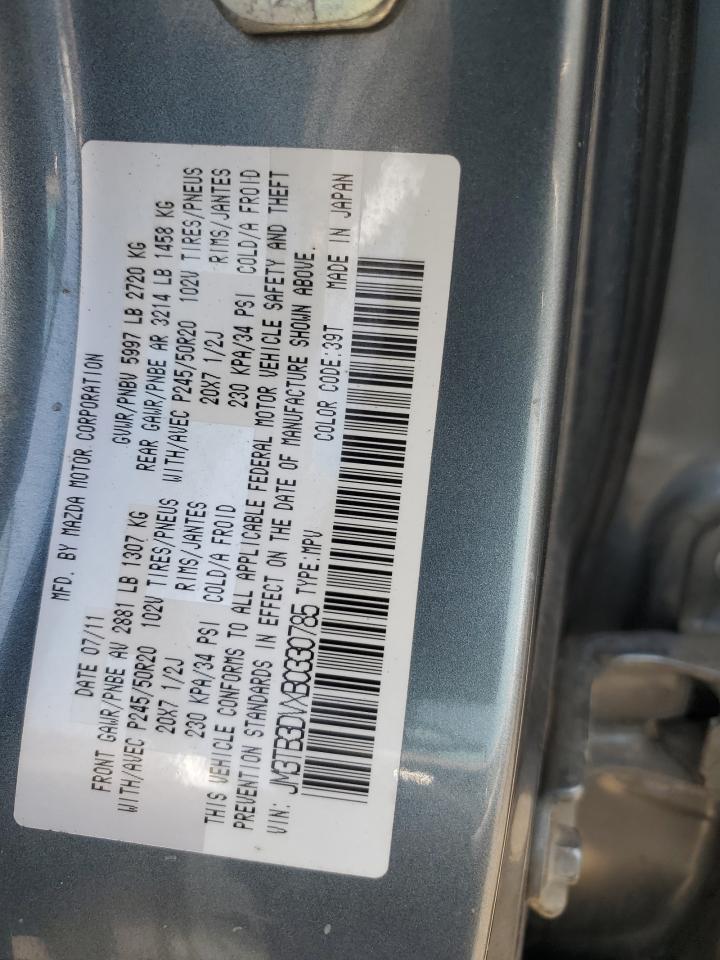 MFD. BY MAZDA MOTOR CORPORATION
DATE 07/11 GVWR/PNBV 5997 LB 2720 KG
FRONT GAWR/PNBE AV 2881 LB 1307 KG REAR GAWR/PNBE AR 3214 LB 1458 KG
WITH/AVEC P245/50R20 102V TIRES/PNEUS WITH/AVEC P245/50R20 102V TIRES/PNEUS
20X7 1/2J RIMS/JANTES 20X7 1/2J RIMS/JANTES
230 KPA/34 PSI COLD/A FROID 230 KPA/34 PSI COLD/A FROID
THIS VEHICLE CONFORMS TO ALL APPLICABLE FEDERAL MOTOR VEHICLE SAFETY AND THEFT
PREVENTION STANDARDS IN EFFECT ON THE DATE OF MANUFACTURE SHOWN ABOVE.
VIN: JM3TB3DVXB0330785 TYPE:MPV COLOR CODE:39T MADE IN JAPAN